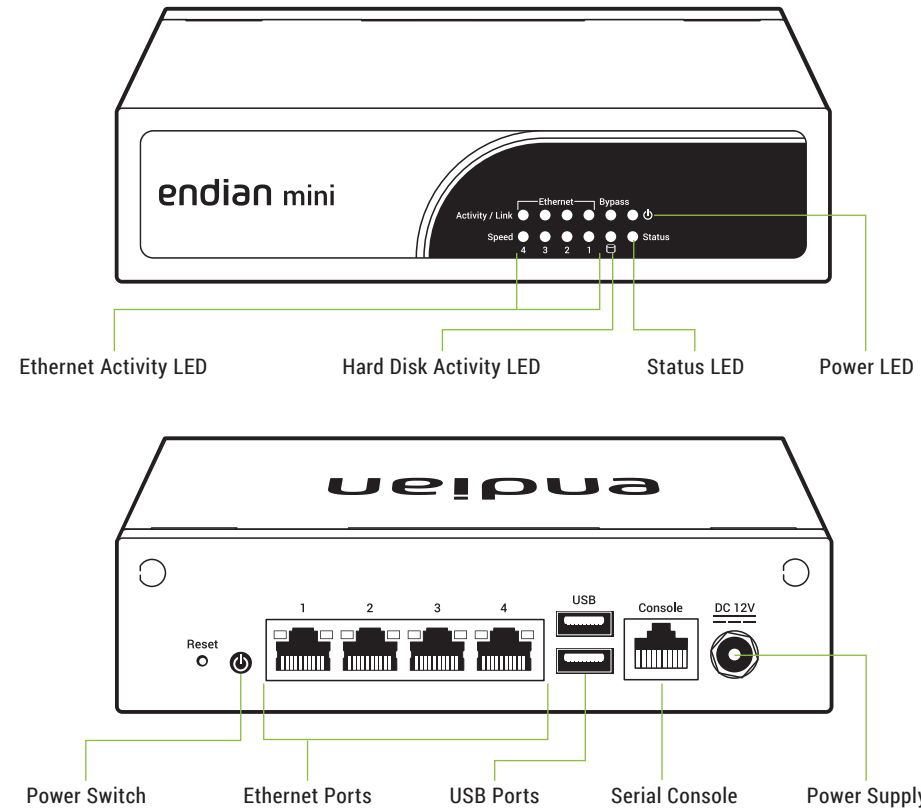 endian mini
Ethernet Bypass
Activity / Link
Speed Status
4 3 2 1
Ethernet Activity LED Hard Disk Activity LED Status LED Power LED
endian
USB Console DC 12V
1 2 3 4
Reset
Power Switch Ethernet Ports USB Ports Serial Console Power Supply